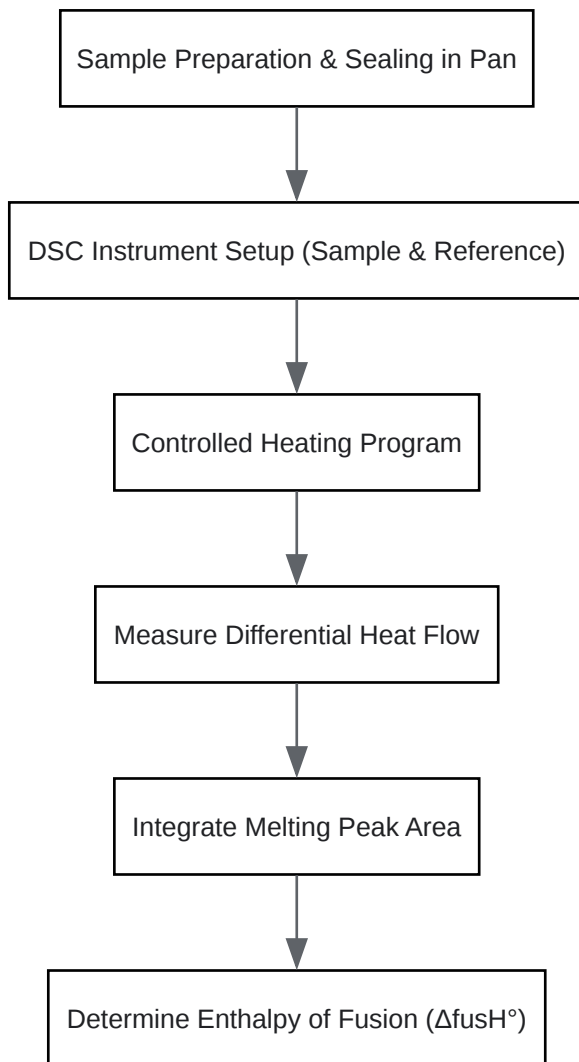 Sample Preparation & Sealing in Pan
DSC Instrument Setup (Sample & Reference)
Controlled Heating Program
Measure Differential Heat Flow
Integrate Melting Peak Area
Determine Enthalpy of Fusion (ΔfusH°)